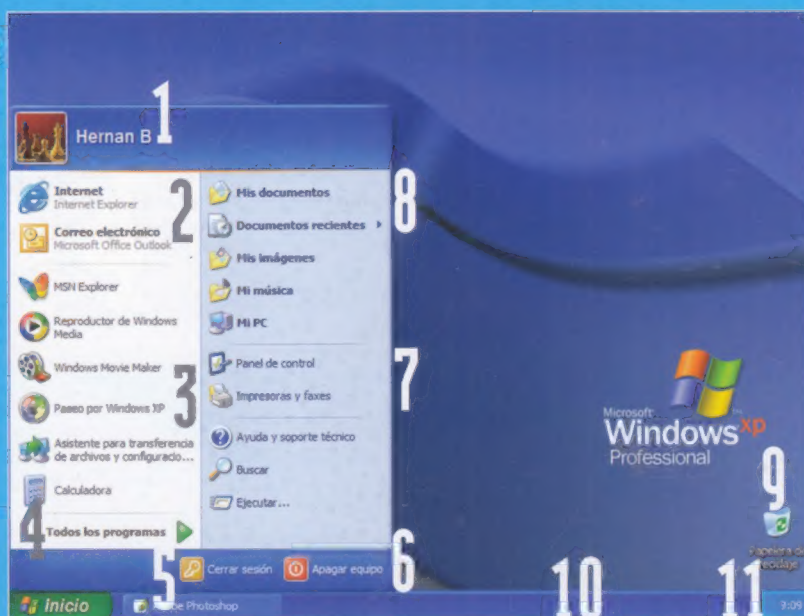 1
Hernan B
Internet
Internet Explorer
2
Correo electrónico
Microsoft Office Outlook
MSN Explorer
Reproductor de Windows
Media
Windows Movie Maker
3
Paseo por Windows XP
Asistente para transferencia
de archivos y configuracio...
Calculadora
4
Todos los programas
Mis documentos
8
Documentos recientes
Mis imágenes
Mi música
Mi PC
Panel de control
7
Impresoras y faxes
Ayuda y soporte técnico
Buscar
Ejecutar...
5
Cerrar sesión
Apagar equipo
6
Microsoft
Windows xp
Professional
9
Papelera de
reciclaje
Inicio
Adobe Photoshop
10
11
9:09